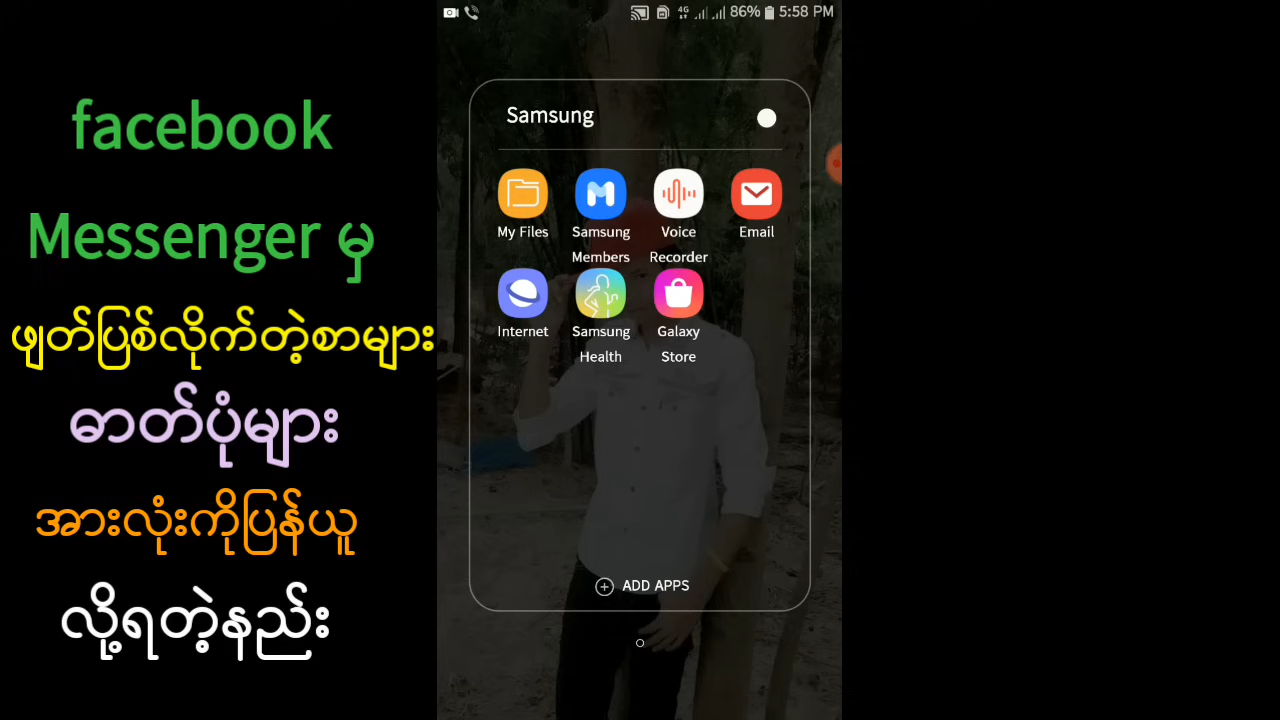 facebook
Messenger မှ
ဖျတ်ပြစ်လိုက်တဲ့စာများ
ဓာတ်ပုံများ
အားလုံးကိုပြန်ယူ
လို့ရတဲ့နည်း
4G 86% 5:58 PM
Samsung
My Files
Samsung Members
Voice Recorder
Email
Internet
Samsung Health
Galaxy Store
ADD APPS